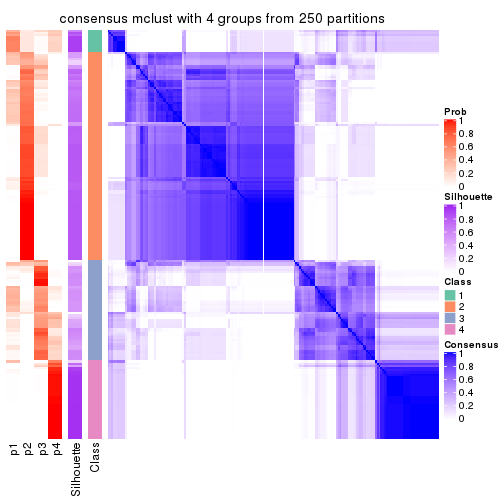 consensus mclust with 4 groups from 250 partitions
Prob
1
0.8
0.6
0.4
0.2
0
Silhouette
1
0.8
0.6
0.4
0.2
0
Class
1
2
3
4
Consensus
1
0.8
0.6
0.4
0.2
0
p1
p2
p3
p4
Silhouette
Class